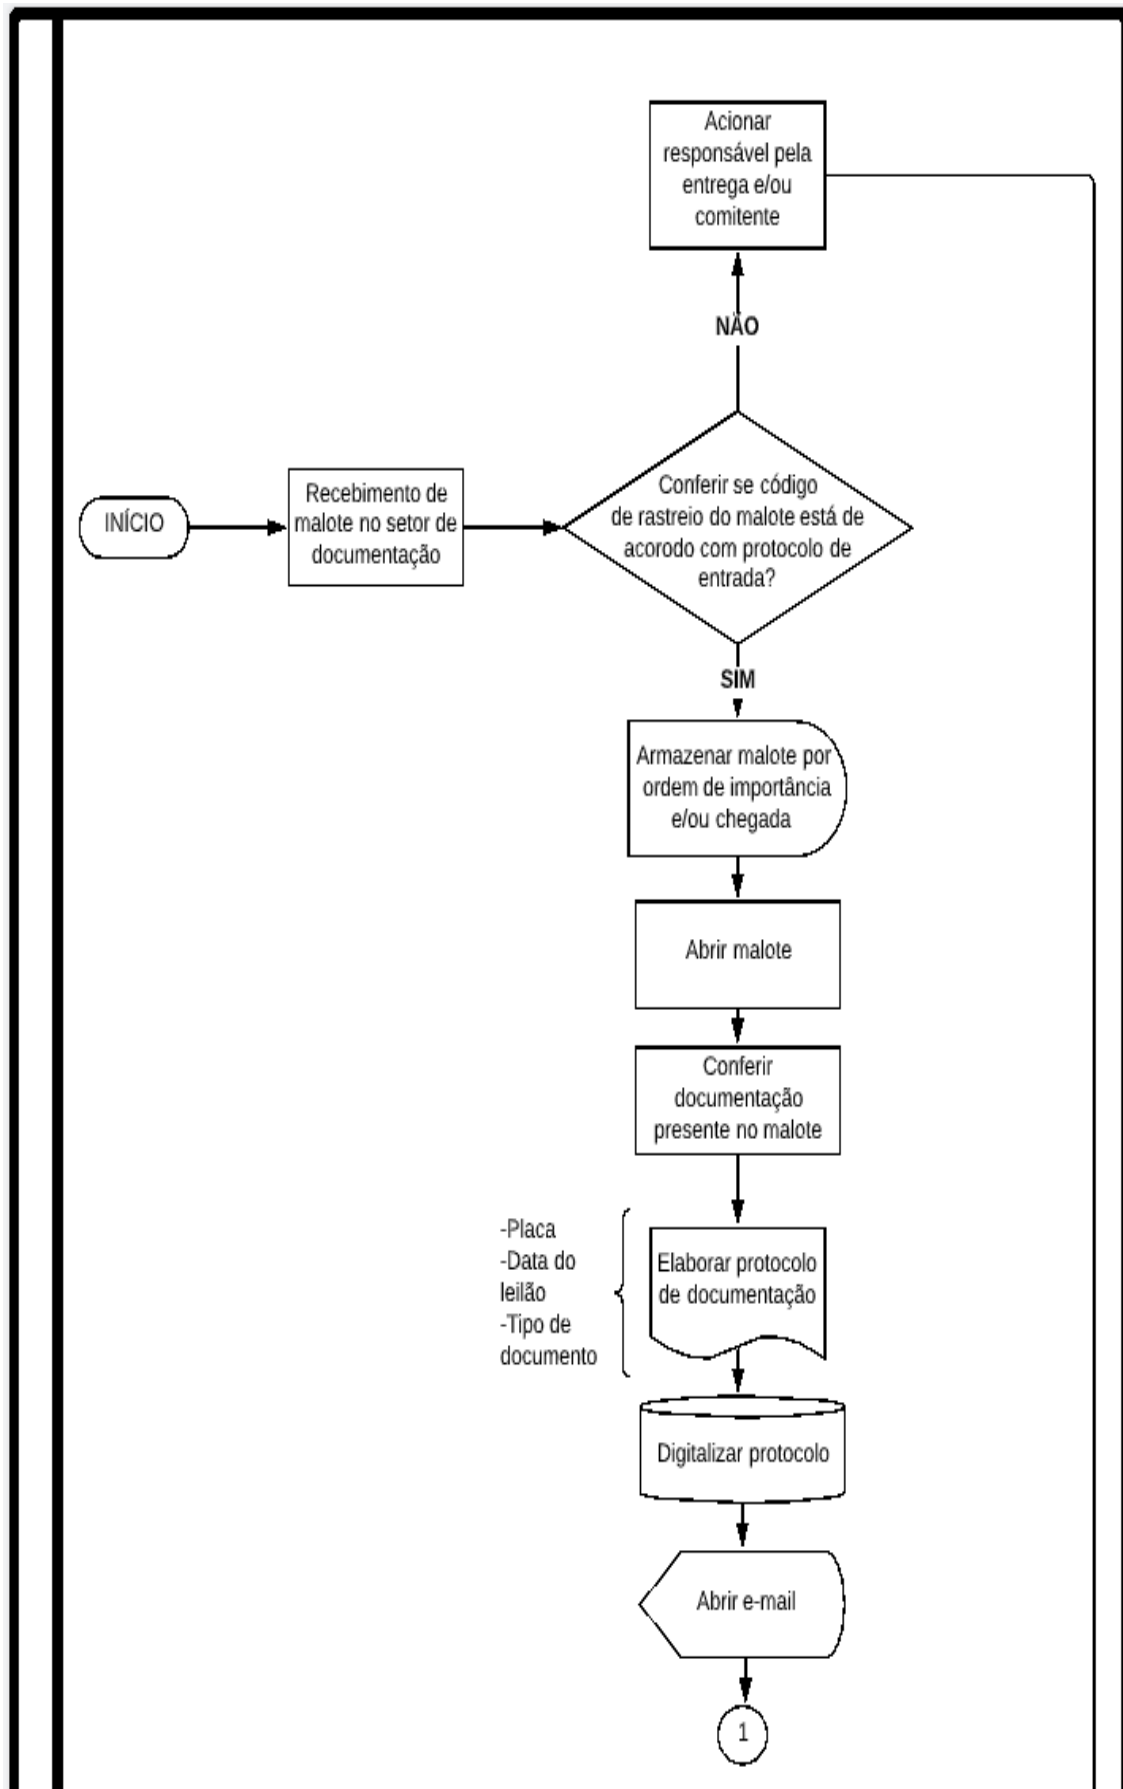 Acionar
responsável pela
entrega e/ou
comitente
NÃO
INÍCIO
Recebimento de
malote no setor de
documentação
Conferir se código
de rastreio do malote está de
acorodo com protocolo de
entrada?
SIM
Armazenar malote por
ordem de importância
e/ou chegada
Abrir malote
Conferir
documentação
presente no malote
-Placa
-Data do
leilão
-Tipo de
documento
Elaborar protocolo
de documentação
Digitalizar protocolo
Abrir e-mail
1